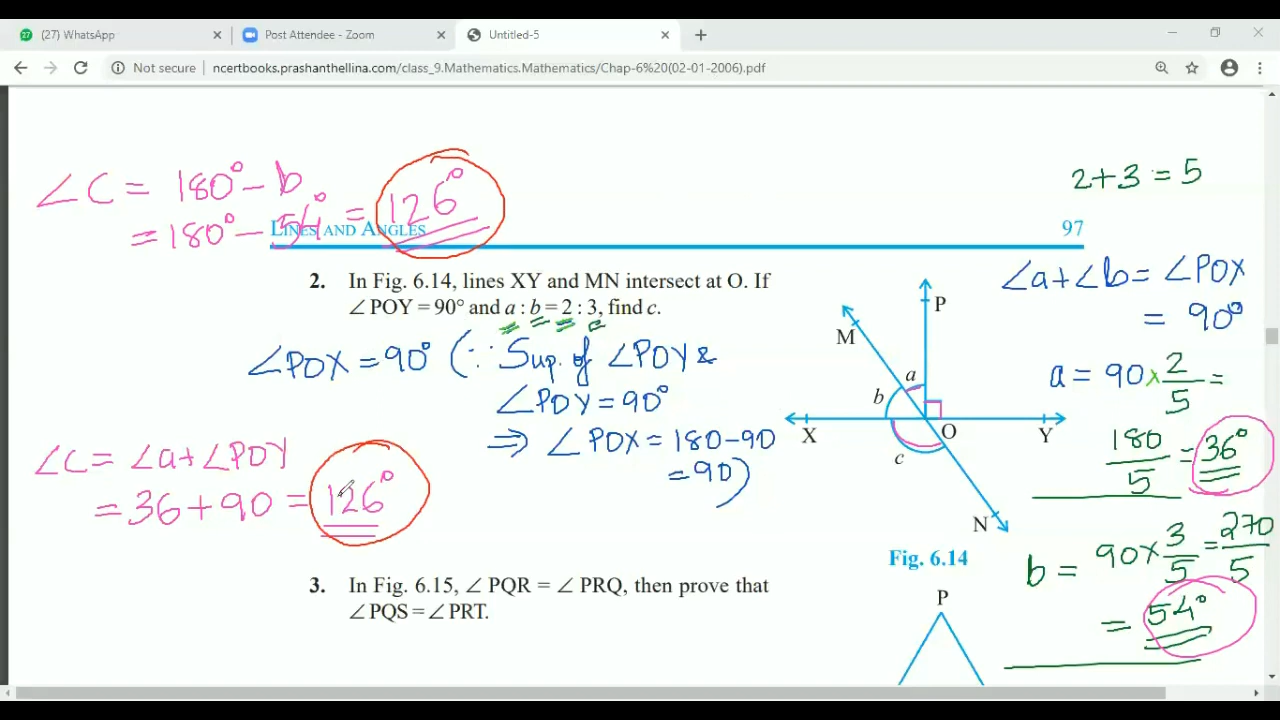 (27) WhatsApp
Post Attendee - Zoom
Untitled-5
Not secure | ncertbooks.prashanthellina.com/class_9.Mathematics.Mathematics/Chap-6%20(02-01-2006).pdf
∠C = 180° - b
= 180° - 54° = 126°
2+3 = 5
LINES AND ANGLES 97
2. In Fig. 6.14, lines XY and MN intersect at O. If
∠ POY = 90° and a : b = 2 : 3, find c.
∠POX = 90° (∵ Sup. of ∠POY &
∠POY = 90°
⇒ ∠POX = 180-90
= 90)
∠C = ∠a + ∠POY
= 36 + 90 = 126°
P
M
a
b
X
O
Y
c
N
Fig. 6.14
∠a + ∠b = ∠POX
= 90°
a = 90 × 2/5 =
180/5 = 36°
b = 90 × 3/5 = 270/5
= 54°
3. In Fig. 6.15, ∠ PQR = ∠ PRQ, then prove that
∠ PQS = ∠ PRT.
P